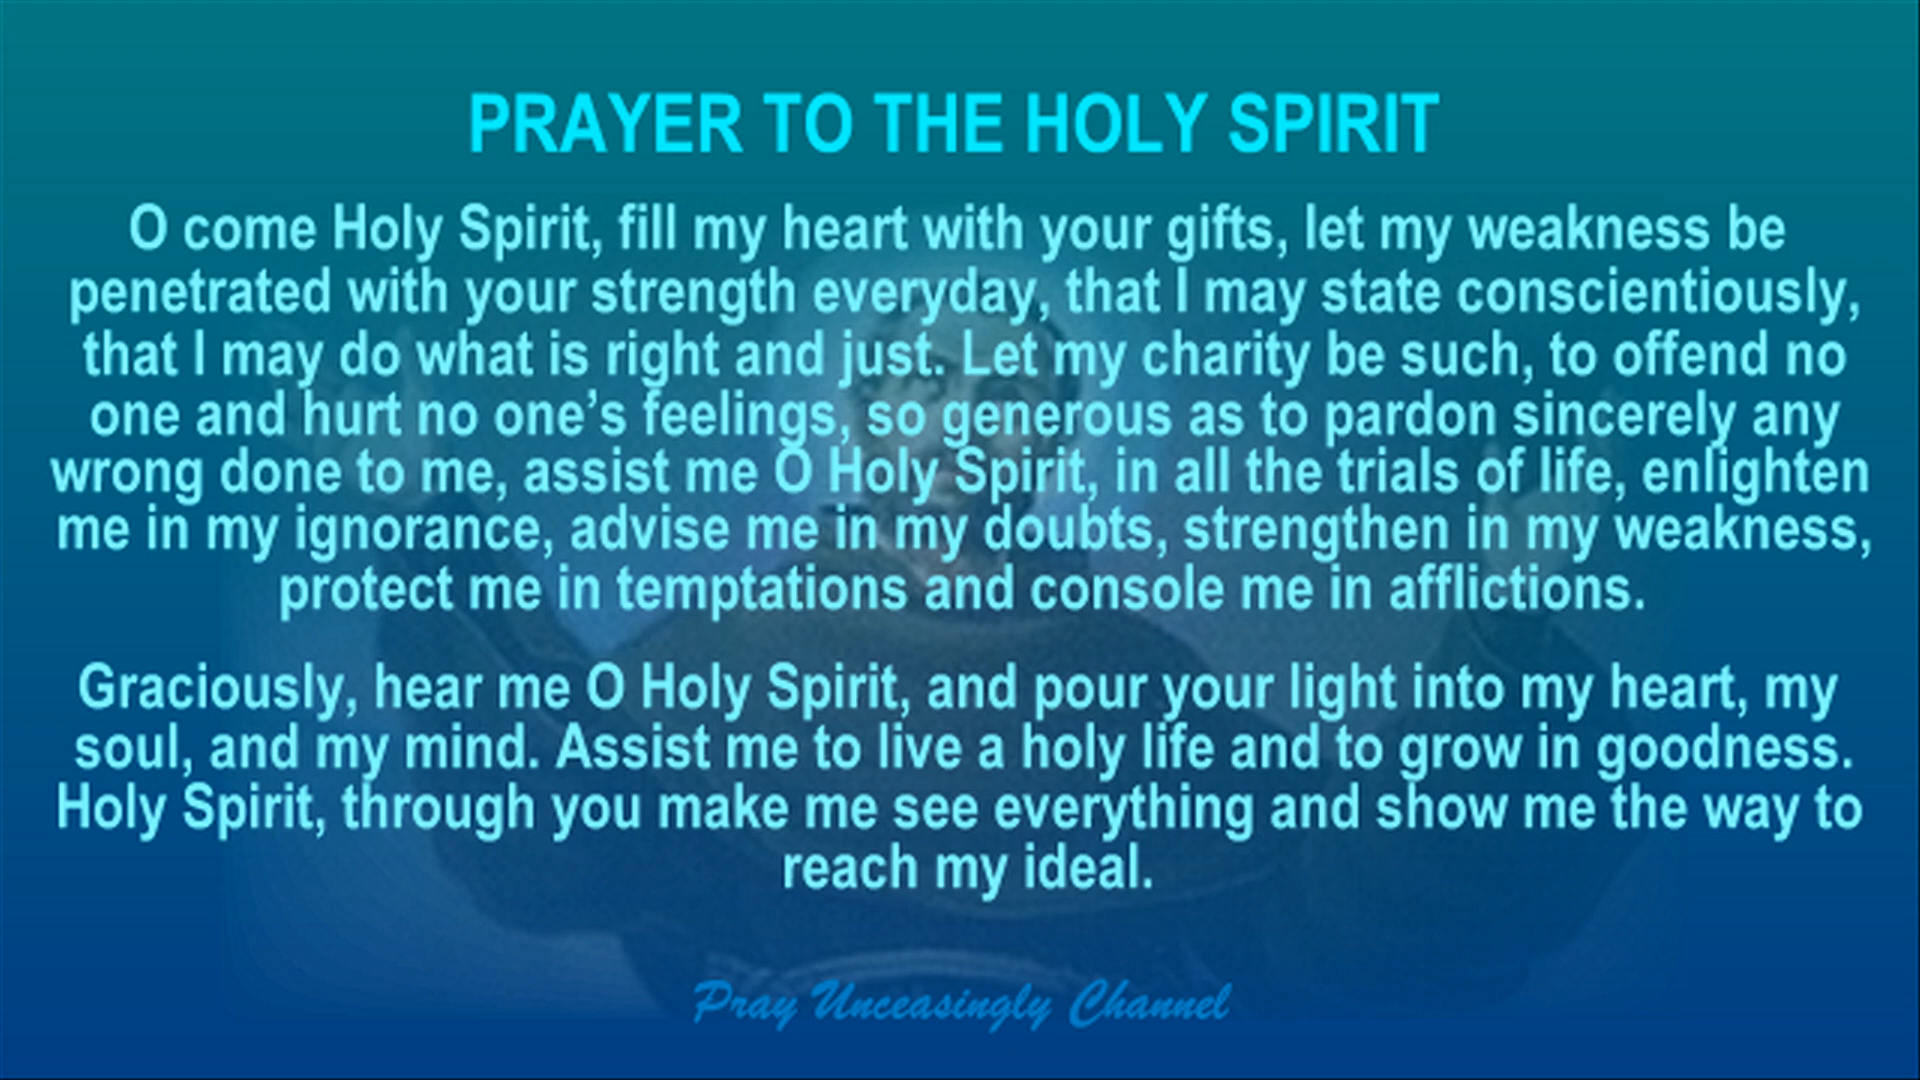 PRAYER TO THE HOLY SPIRIT
O come Holy Spirit, fill my heart with your gifts, let my weakness be
penetrated with your strength everyday, that I may state conscientiously,
that I may do what is right and just. Let my charity be such, to offend no
one and hurt no one’s feelings, so generous as to pardon sincerely any
wrong done to me, assist me O Holy Spirit, in all the trials of life, enlighten
me in my ignorance, advise me in my doubts, strengthen in my weakness,
protect me in temptations and console me in afflictions.
Graciously, hear me O Holy Spirit, and pour your light into my heart, my
soul, and my mind. Assist me to live a holy life and to grow in goodness.
Holy Spirit, through you make me see everything and show me the way to
reach my ideal.
Pray Unceasingly Channel